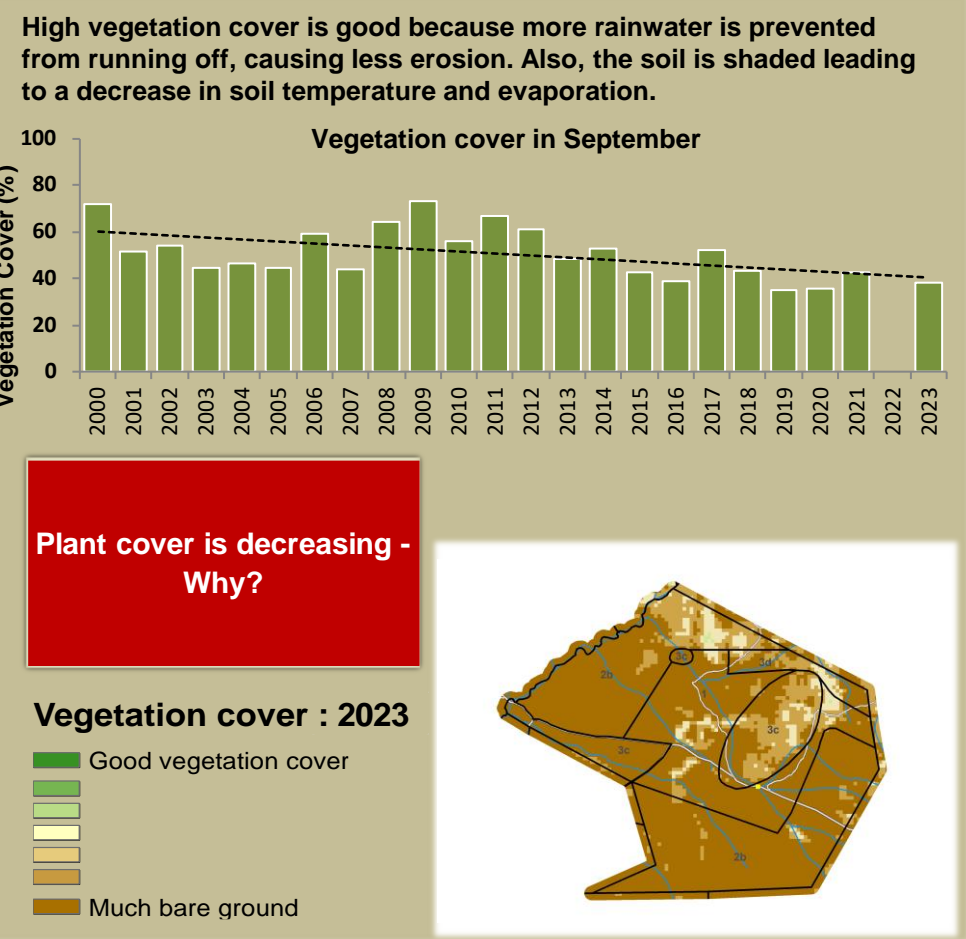 High vegetation cover is good because more rainwater is prevented
from running off, causing less erosion. Also, the soil is shaded leading
to a decrease in soil temperature and evaporation.
Vegetation cover in September
Vegetation Cover (%)
100
80
60
40
20
0
2000 2001 2002 2003 2004 2005 2006 2007 2008 2009 2010 2011 2012 2013 2014 2015 2016 2017 2018 2019 2020 2021 2022 2023
Plant cover is decreasing -
Why?
Vegetation cover : 2023
Good vegetation cover
Much bare ground
3c
3d
2b
1
3c
3c
2b